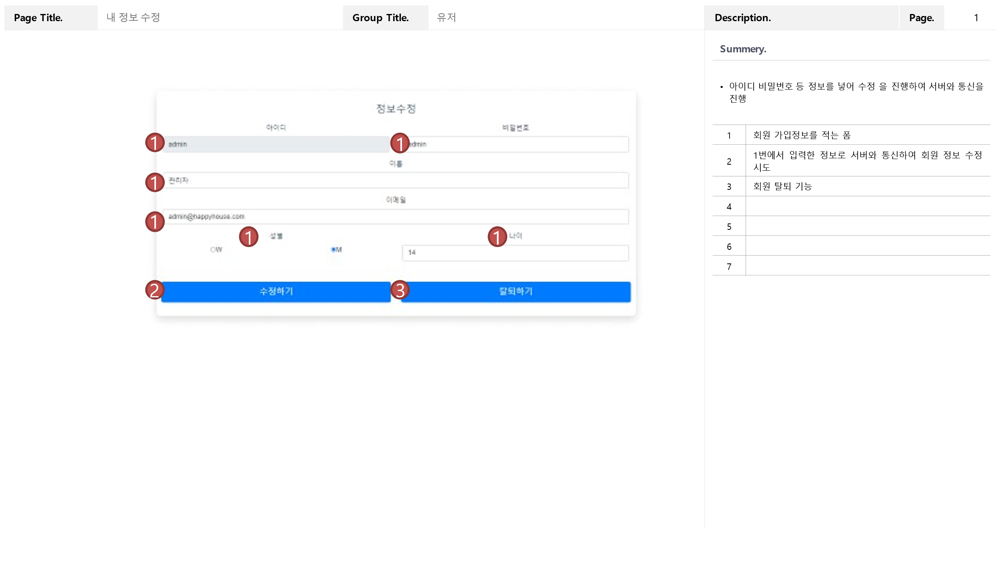 Page Title. 내 정보 수정 Group Title. 유저 Description. Page. 1
정보수정
아이디 비밀번호
1 admin 1 admin
이름
1 관리자
이메일
1 admin@happyhouse.com
1 성별 1 나이
W M 14
2 수정하기 3 탈퇴하기
Summery.
• 아이디 비밀번호 등 정보를 넣어 수정 을 진행하여 서버와 통신을
진행
1 회원 가입정보를 적는 폼
2 1번에서 입력한 정보로 서버와 통신하여 회원 정보 수정
시도
3 회원 탈퇴 기능
4
5
6
7